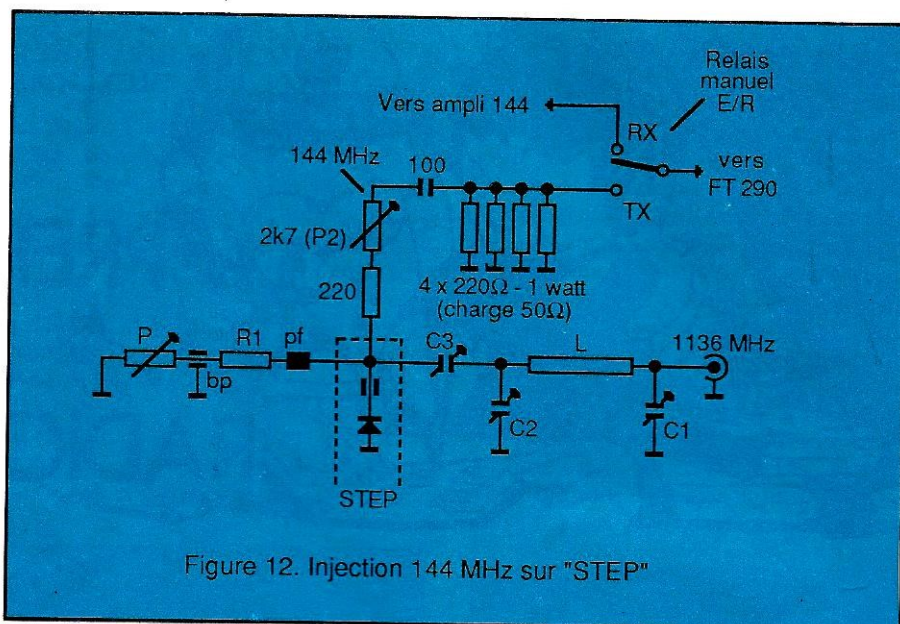 Relais
manuel
E/R
Vers ampli 144
RX
144 MHz
100
vers
FT 290
TX
2k7 (P2)
220
4 x 220Ω - 1 watt
(charge 50Ω)
P
R1
pf
C3
L
1136 MHz
bp
C2
C1
STEP
Figure 12. Injection 144 MHz sur "STEP"